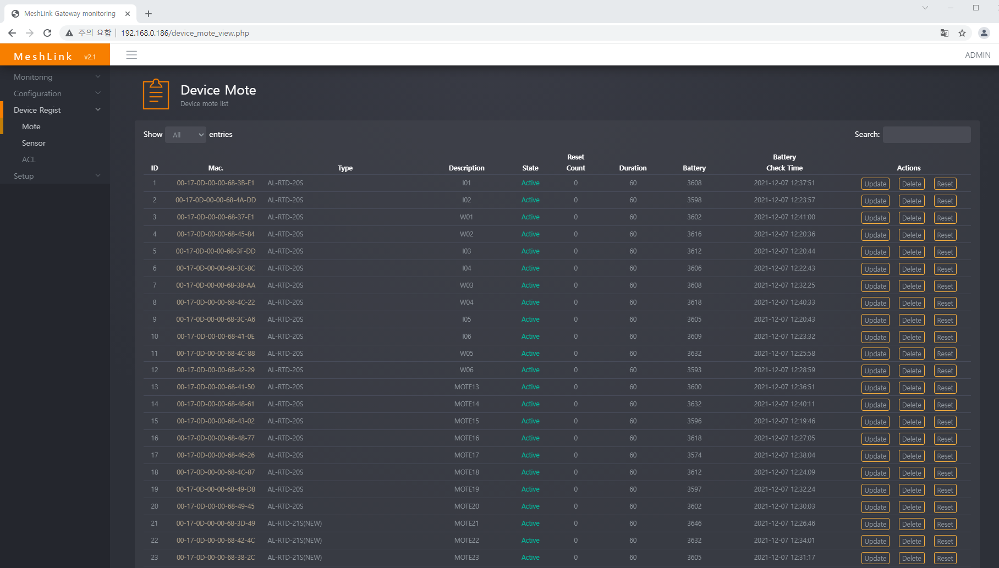 MeshLink Gateway monitoring
주의 요함 192.168.0.186/device_mote_view.php
MeshLink v2.1
ADMIN
Monitoring
Configuration
Device Regist
Mote
Sensor
ACL
Setup
Device Mote
Device mote list
Show All entries
Search:
ID Mac. Type Description State Reset Count Duration Battery Battery Check Time Actions
1 00-17-0D-00-00-68-3B-E1 AL-RTD-20S I01 Active 0 60 3608 2021-12-07 12:37:51 Update Delete Reset
2 00-17-0D-00-00-68-4A-DD AL-RTD-20S I02 Active 0 60 3598 2021-12-07 12:23:57 Update Delete Reset
3 00-17-0D-00-00-68-37-E1 AL-RTD-20S W01 Active 0 60 3602 2021-12-07 12:41:00 Update Delete Reset
4 00-17-0D-00-00-68-45-84 AL-RTD-20S W02 Active 0 60 3616 2021-12-07 12:20:36 Update Delete Reset
5 00-17-0D-00-00-68-3F-DD AL-RTD-20S I03 Active 0 60 3612 2021-12-07 12:20:44 Update Delete Reset
6 00-17-0D-00-00-68-3C-8C AL-RTD-20S I04 Active 0 60 3606 2021-12-07 12:22:43 Update Delete Reset
7 00-17-0D-00-00-68-38-AA AL-RTD-20S W03 Active 0 60 3608 2021-12-07 12:32:25 Update Delete Reset
8 00-17-0D-00-00-68-4C-22 AL-RTD-20S W04 Active 0 60 3618 2021-12-07 12:40:33 Update Delete Reset
9 00-17-0D-00-00-68-3C-A6 AL-RTD-20S I05 Active 0 60 3605 2021-12-07 12:20:43 Update Delete Reset
10 00-17-0D-00-00-68-41-0E AL-RTD-20S I06 Active 0 60 3609 2021-12-07 12:23:32 Update Delete Reset
11 00-17-0D-00-00-68-4C-88 AL-RTD-20S W05 Active 0 60 3632 2021-12-07 12:25:58 Update Delete Reset
12 00-17-0D-00-00-68-42-29 AL-RTD-20S W06 Active 0 60 3593 2021-12-07 12:28:59 Update Delete Reset
13 00-17-0D-00-00-68-41-50 AL-RTD-20S MOTE13 Active 0 60 3600 2021-12-07 12:36:51 Update Delete Reset
14 00-17-0D-00-00-68-48-61 AL-RTD-20S MOTE14 Active 0 60 3632 2021-12-07 12:40:11 Update Delete Reset
15 00-17-0D-00-00-68-43-02 AL-RTD-20S MOTE15 Active 0 60 3596 2021-12-07 12:19:46 Update Delete Reset
16 00-17-0D-00-00-68-48-77 AL-RTD-20S MOTE16 Active 0 60 3618 2021-12-07 12:27:05 Update Delete Reset
17 00-17-0D-00-00-68-46-26 AL-RTD-20S MOTE17 Active 0 60 3574 2021-12-07 12:38:04 Update Delete Reset
18 00-17-0D-00-00-68-4C-87 AL-RTD-20S MOTE18 Active 0 60 3612 2021-12-07 12:24:09 Update Delete Reset
19 00-17-0D-00-00-68-49-D8 AL-RTD-20S MOTE19 Active 0 60 3597 2021-12-07 12:32:24 Update Delete Reset
20 00-17-0D-00-00-68-49-45 AL-RTD-20S MOTE20 Active 0 60 3602 2021-12-07 12:30:03 Update Delete Reset
21 00-17-0D-00-00-68-3D-49 AL-RTD-21S(NEW) MOTE21 Active 0 60 3646 2021-12-07 12:26:46 Update Delete Reset
22 00-17-0D-00-00-68-42-4C AL-RTD-21S(NEW) MOTE22 Active 0 60 3632 2021-12-07 12:34:01 Update Delete Reset
23 00-17-0D-00-00-68-38-2C AL-RTD-21S(NEW) MOTE23 Active 0 60 3605 2021-12-07 12:31:17 Update Delete Reset